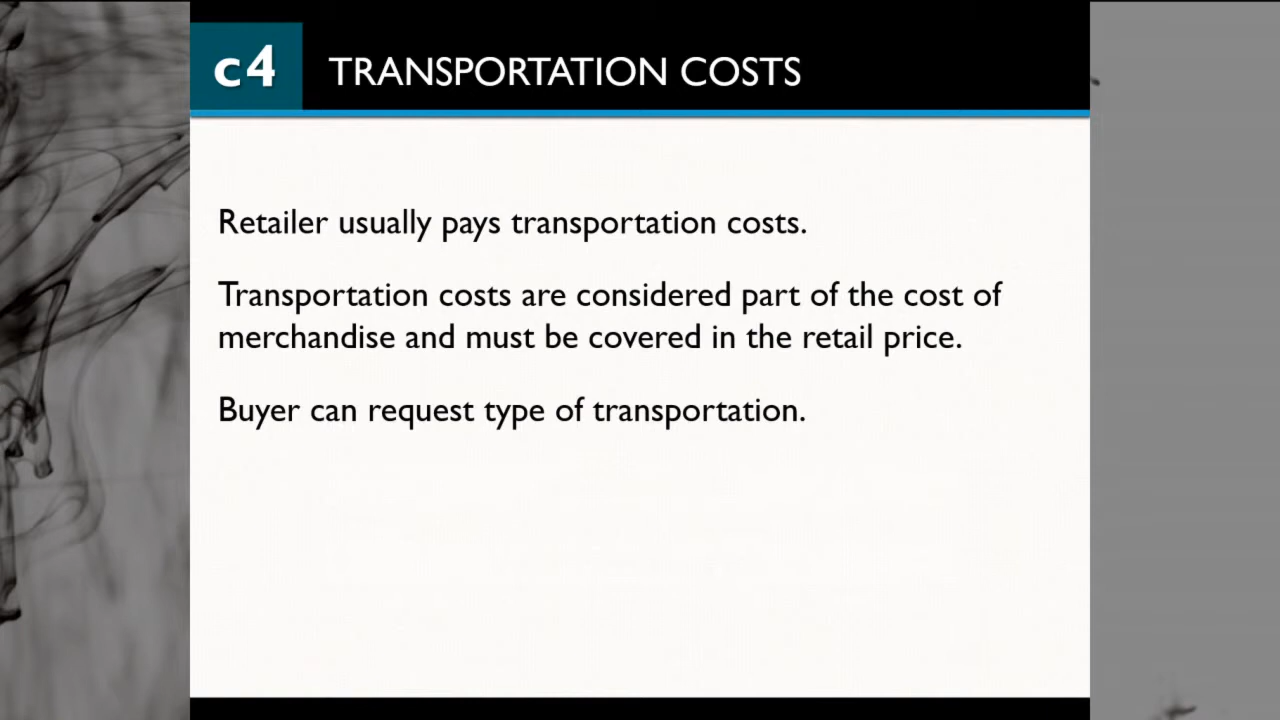 c4
TRANSPORTATION COSTS
Retailer usually pays transportation costs.
Transportation costs are considered part of the cost of
merchandise and must be covered in the retail price.
Buyer can request type of transportation.